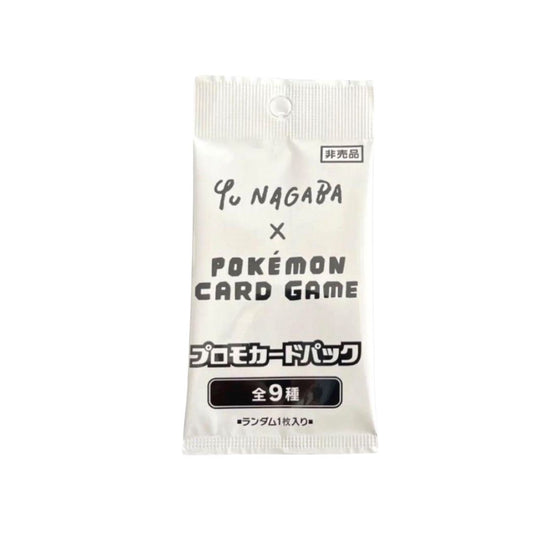 非売品
Yu NAGABA
×
POKÉMON
CARD GAME
プロモカードパック
全9種
■ランダム1枚入り■